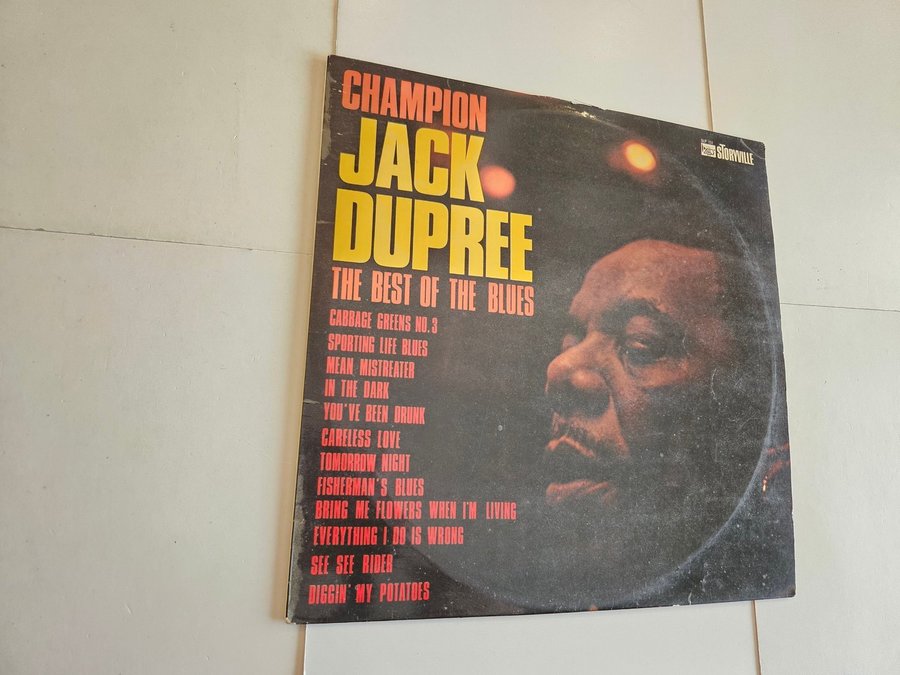 CHAMPION
JACK
DUPREE
THE BEST OF THE BLUES
CABBAGE GREENS NO. 3
SPORTING LIFE BLUES
MEAN MISTREATER
IN THE DARK
YOU'VE BEEN DRUNK
CARELESS LOVE
TOMORROW NIGHT
FISHERMAN'S BLUES
BRING ME FLOWERS WHEN I'M LIVING
EVERYTHING I DO IS WRONG
SEE SEE RIDER
DIGGIN' MY POTATOES
STORYVILLE